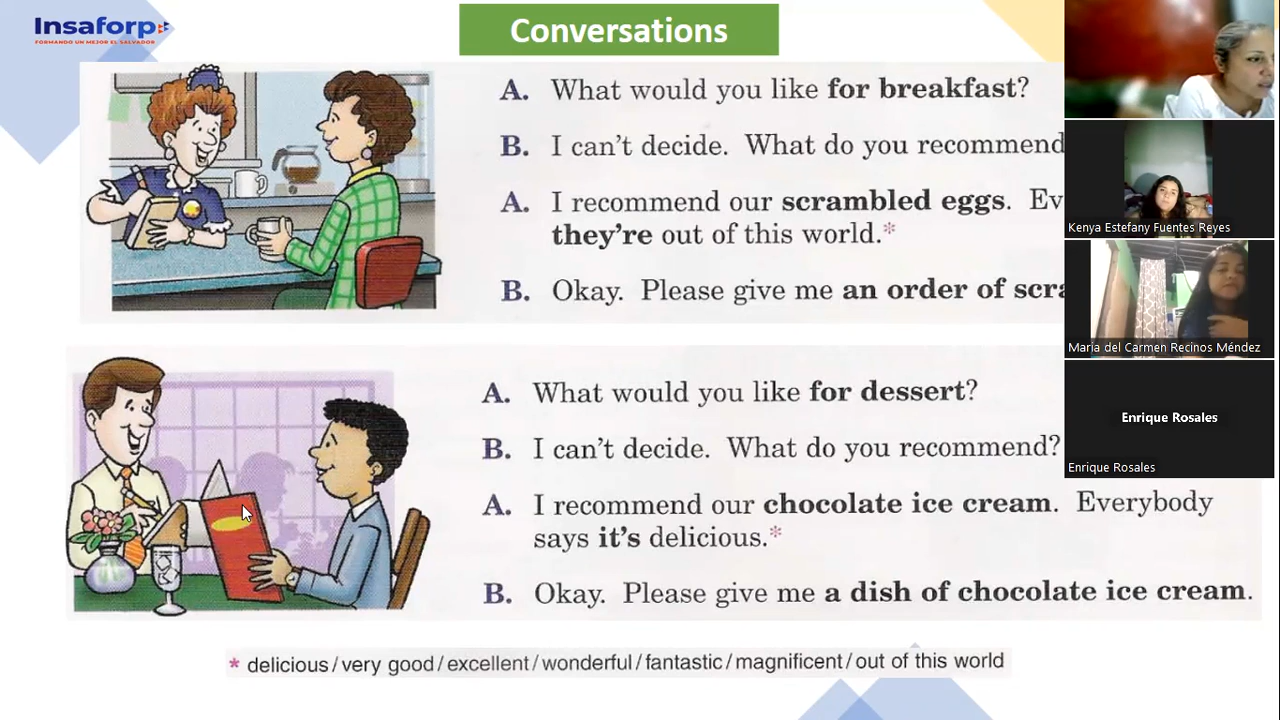 Insaforp
FORMANDO UN MEJOR EL SALVADOR
Conversations
A. What would you like for breakfast?
B. I can't decide. What do you recommend
A. I recommend our scrambled eggs. Ev
they're out of this world.*
B. Okay. Please give me an order of scra
A. What would you like for dessert?
B. I can't decide. What do you recommend?
A. I recommend our chocolate ice cream. Everybody
says it's delicious.*
B. Okay. Please give me a dish of chocolate ice cream.
* delicious/very good/excellent/wonderful/fantastic/magnificent/out of this world
Kenya Estefany Fuentes Reyes
María del Carmen Recinos Méndez
Enrique Rosales
Enrique Rosales